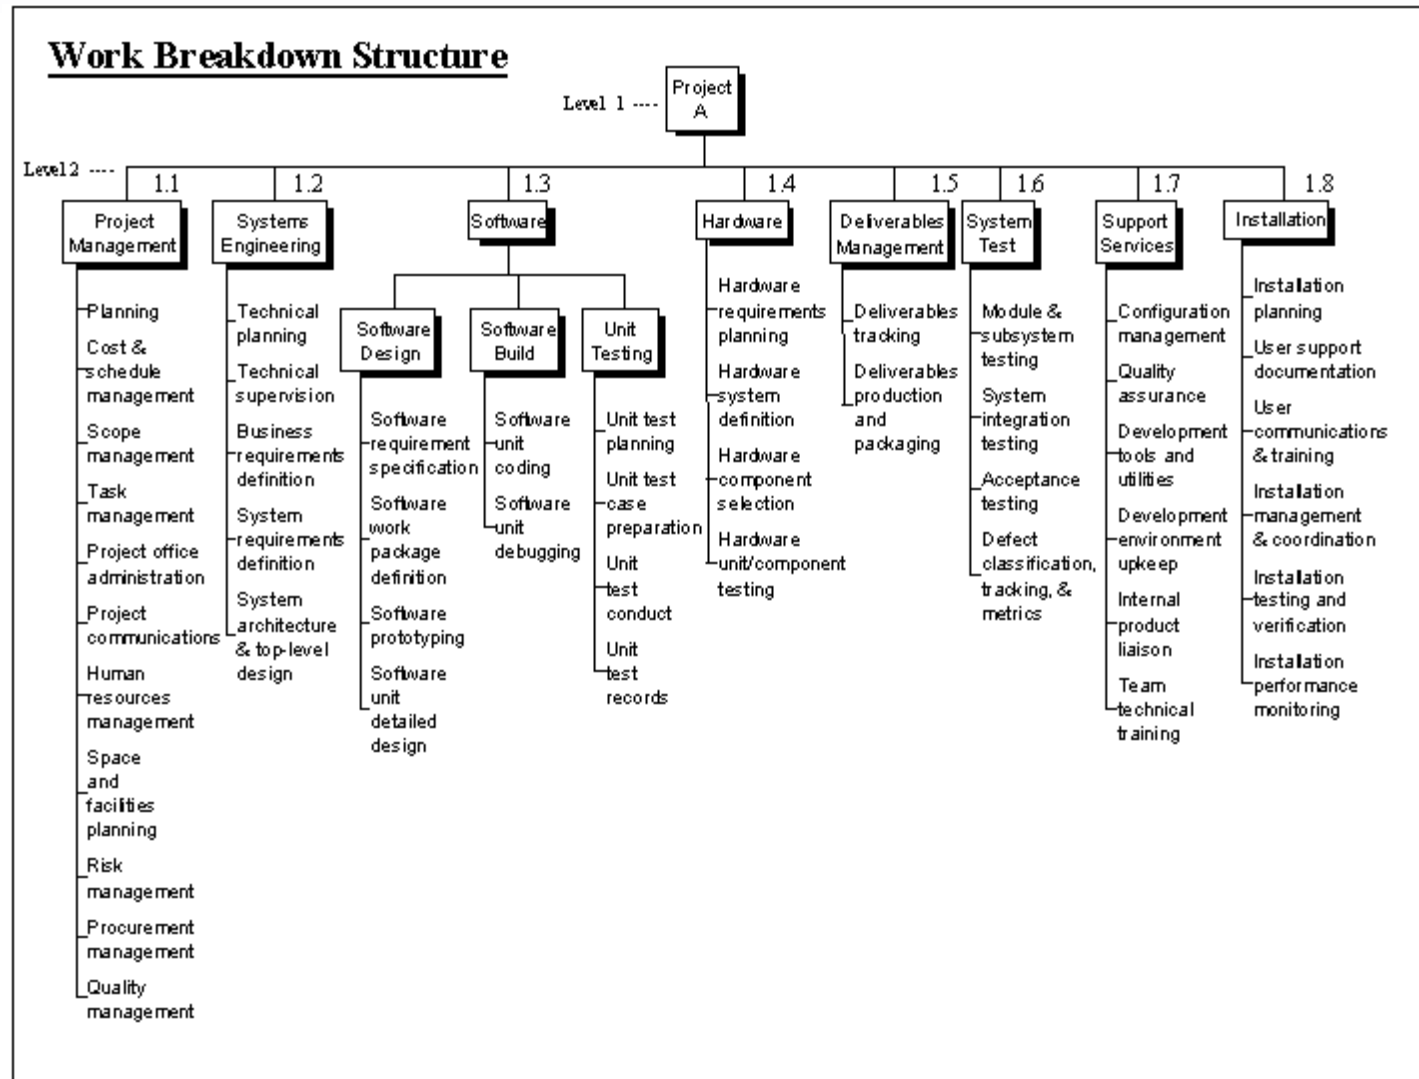 Work Breakdown Structure
Project
A
Level 1 ----
Level2 ----
1.1
1.2
1.3
1.4
1.5
1.6
1.7
1.8
Project
Management
Systems
Engineering
Software
Hardware
Deliverables
Management
System
Test
Support
Services
Installation
Planning
Cost &
schedule
management
Scope
management
Task
management
Project office
administration
Project
communications
Human
resources
management
Space
and
facilities
planning
Risk
management
Procurement
management
Quality
management
Technical
planning
Technical
supervision
Business
requirements
definition
System
requirements
definition
System
architecture
& top-level
design
Software
Design
Software
requirement
specification
Software
work
package
definition
Software
prototyping
Software
unit
detailed
design
Software
Build
Software
unit
coding
Software
unit
debugging
Unit
Testing
Unit test
planning
Unit test
case
preparation
Unit
test
conduct
Unit
test
records
Hardware
requirements
planning
Hardware
system
definition
Hardware
component
selection
Hardware
unit/component
testing
Deliverables
tracking
Deliverables
production
and
packaging
Module &
subsystem
testing
System
integration
testing
Acceptance
testing
Defect
classification,
tracking, &
metrics
Configuration
management
Quality
assurance
Development
tools and
utilities
Development
environment
upkeep
Internal
product
liaison
Team
technical
training
Installation
planning
User support
documentation
User
communications
& training
Installation
management
& coordination
Installation
testing and
verification
Installation
performance
monitoring